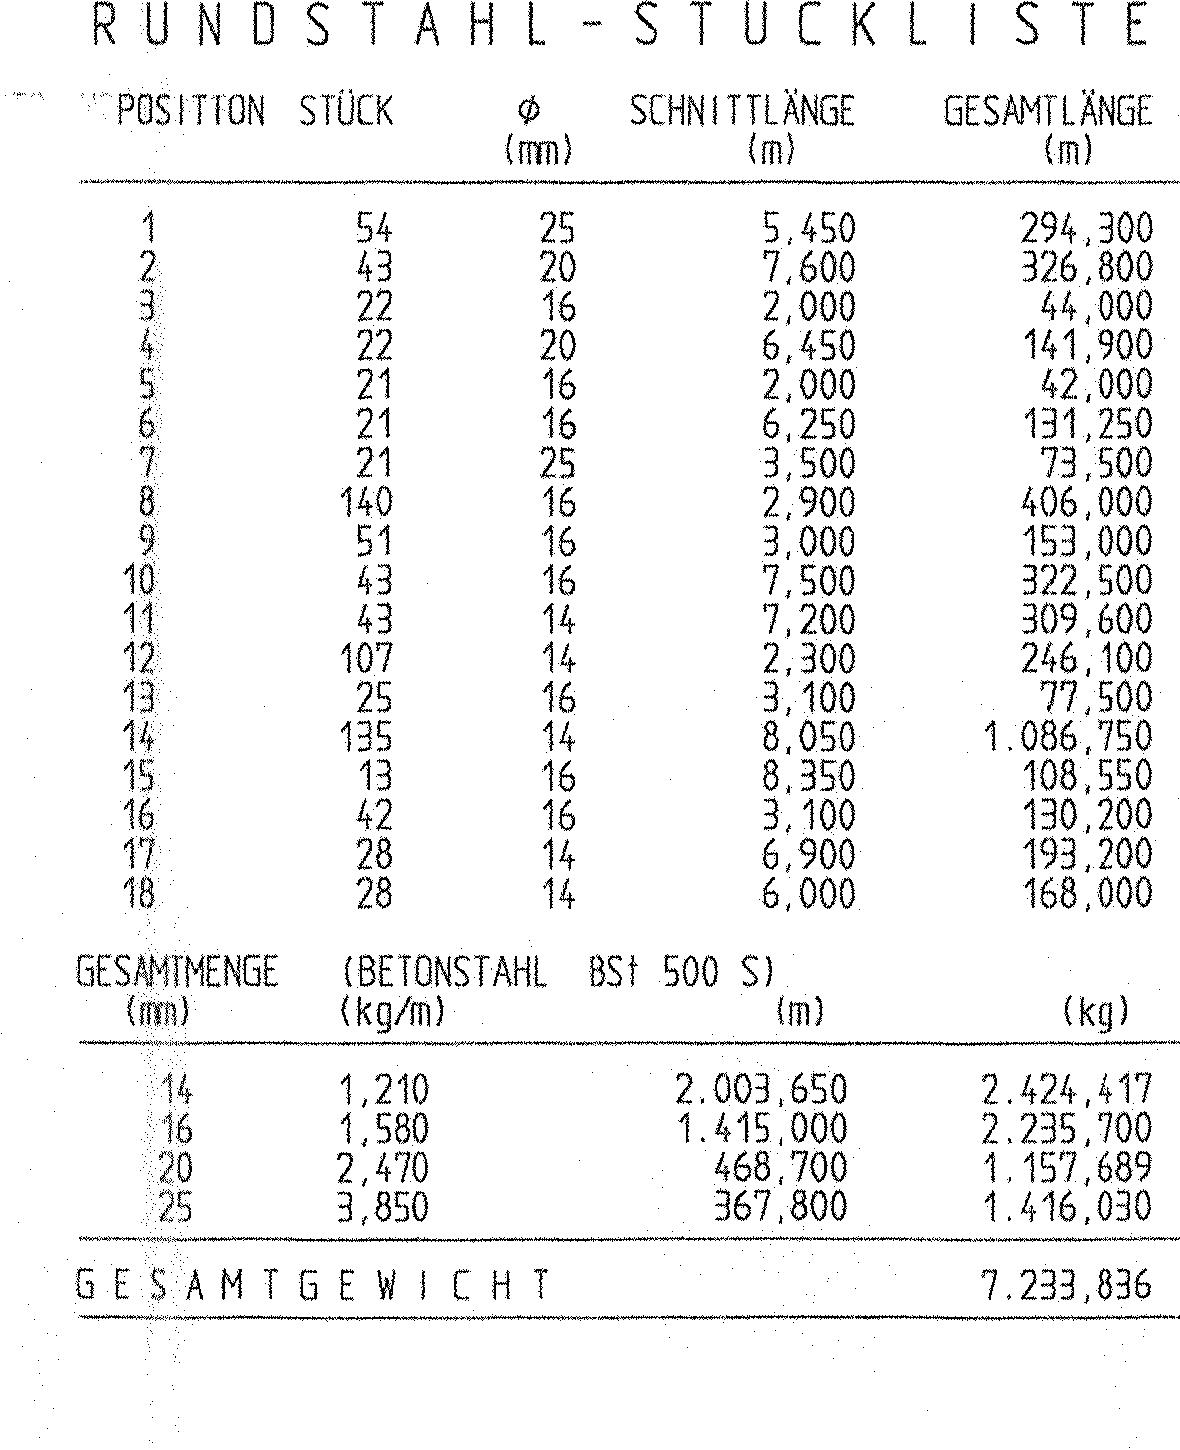 RUNDSTAHL-STÜCKLISTE
POSITION STÜCK ø SCHNITTLÄNGE GESAMTLÄNGE
(mm) (m) (m)
1 54 25 5,450 294,300
2 43 20 7,600 326,800
3 22 16 2,000 44,000
4 22 20 6,450 141,900
5 21 16 2,000 42,000
6 21 16 6,250 131,250
7 21 25 3,500 73,500
8 140 16 2,900 406,000
9 51 16 3,000 153,000
10 43 16 7,500 322,500
11 43 14 7,200 309,600
12 107 14 2,300 246,100
13 25 16 3,100 77,500
14 135 14 8,050 1.086,750
15 13 16 8,350 108,550
16 42 16 3,100 130,200
17 28 14 6,900 193,200
18 28 14 6,000 168,000
GESAMTMENGE (BETONSTAHL BSt 500 S)
(mm) (kg/m) (m) (kg)
14 1,210 2.003,650 2.424,417
16 1,580 1.415,000 2.235,700
20 2,470 468,700 1.157,689
25 3,850 367,800 1.416,030
GESAMTGEWICHT 7.233,836